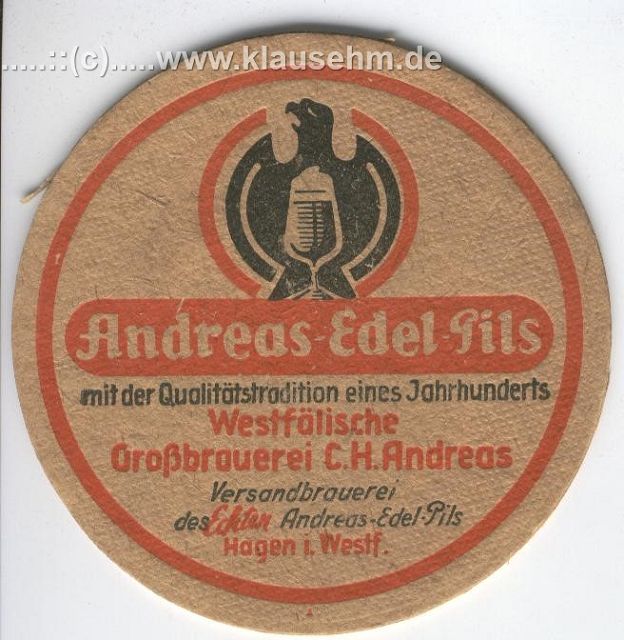 .....::(c).....www.klausehm.de
Andreas-Edel-Pils
mit der Qualitätstradition eines Jahrhunderts
Westfälische
Großbrauerei C.H. Andreas
Versandbrauerei
des Echten Andreas-Edel-Pils
Hagen i. Westf.